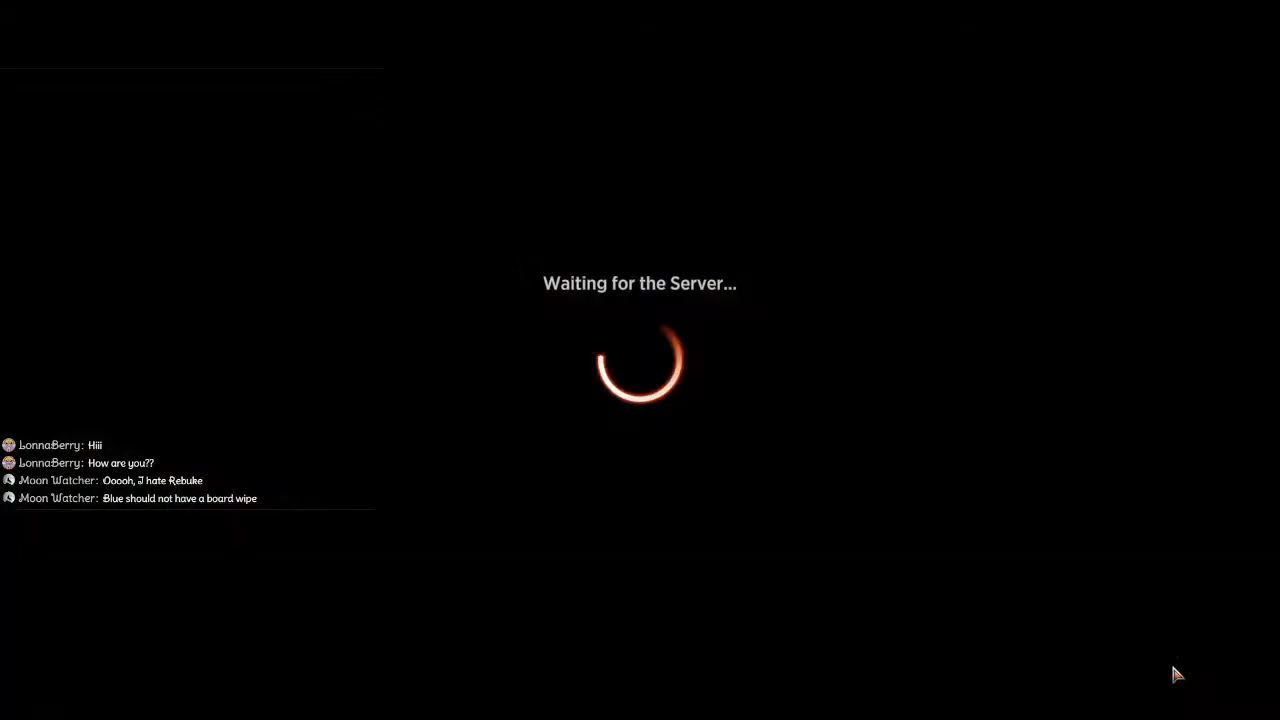 Waiting for the Server...
LonnaBerry: Hiii
LonnaBerry: How are you??
Moon Watcher: Ooooh, I hate Rebuke
Moon Watcher: Blue should not have a board wipe